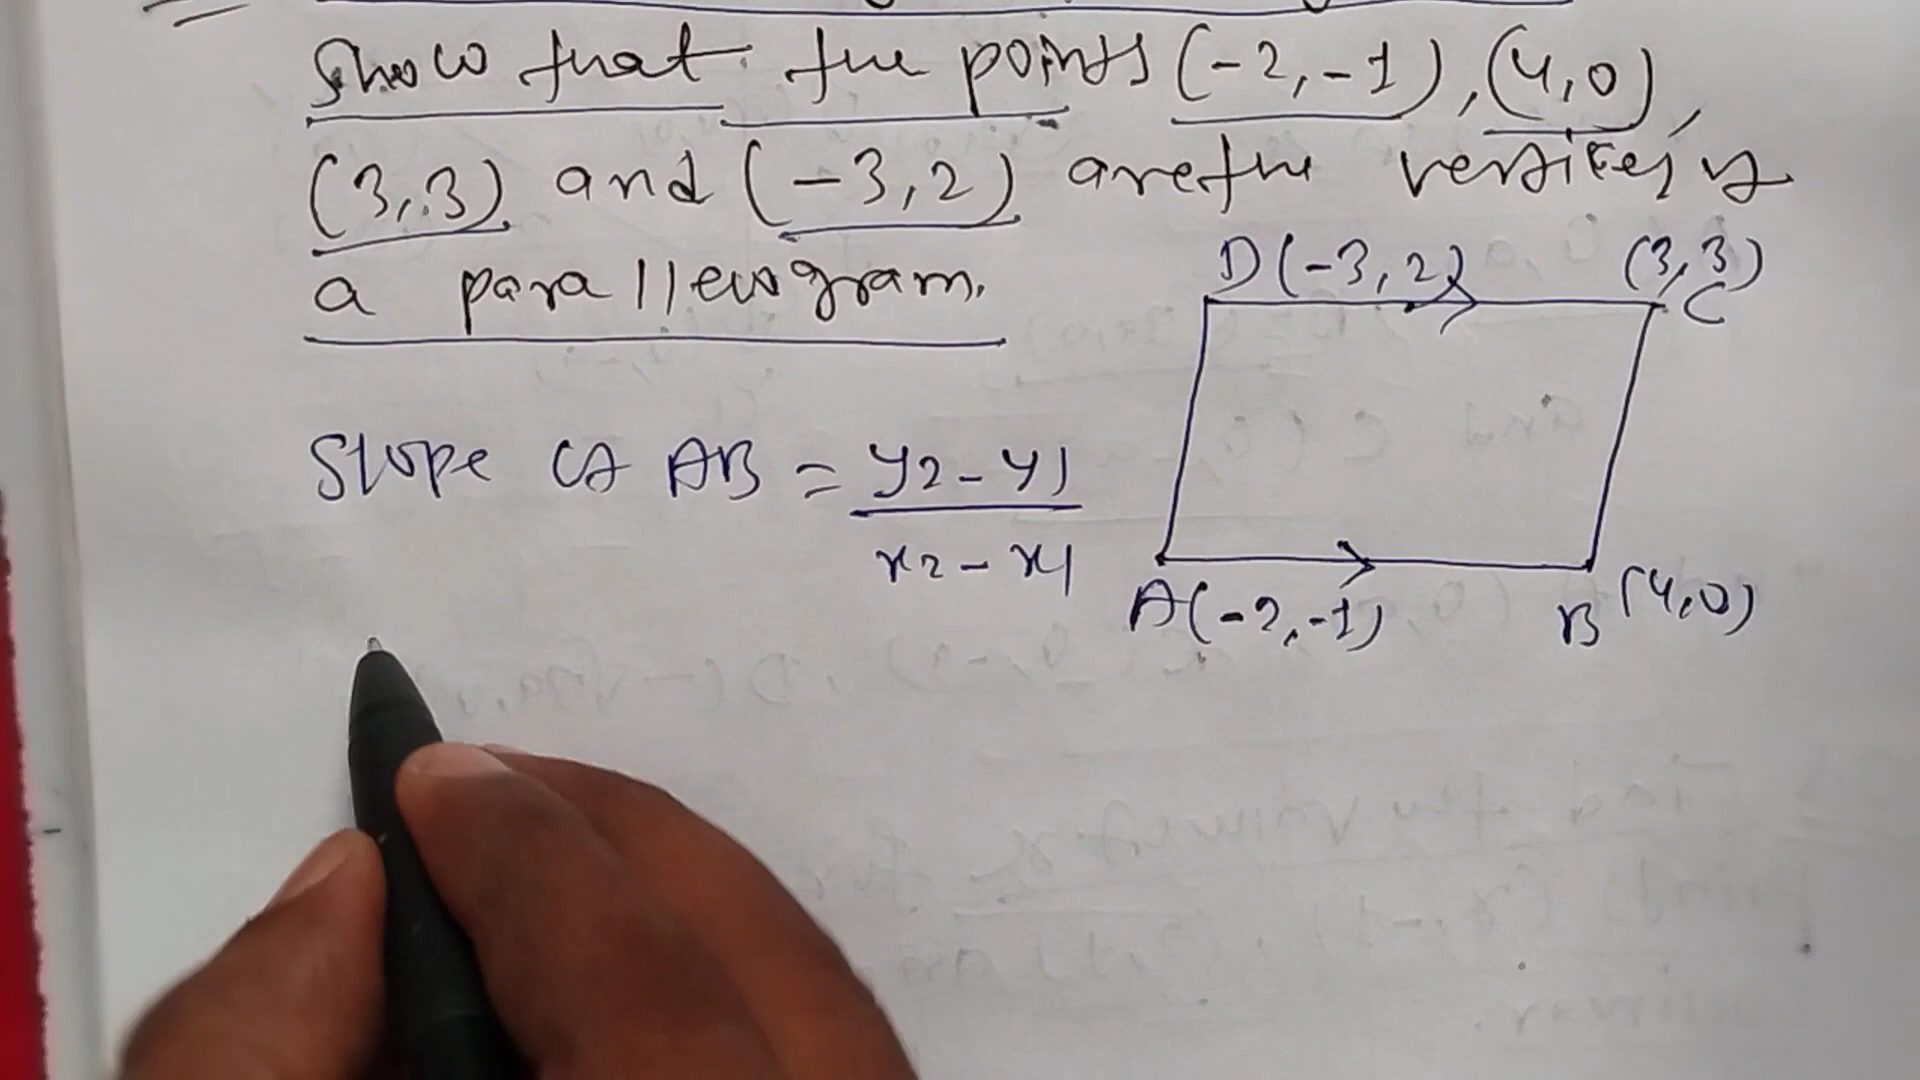 Show that the points (-2,-1), (4,0),
(3,3) and (-3,2) are the vertices of
a parallelogram.
D(-3,2) (3,3)
C
Slope of AB = y2-y1
x2-x1
A(-2,-1) B (4,0)